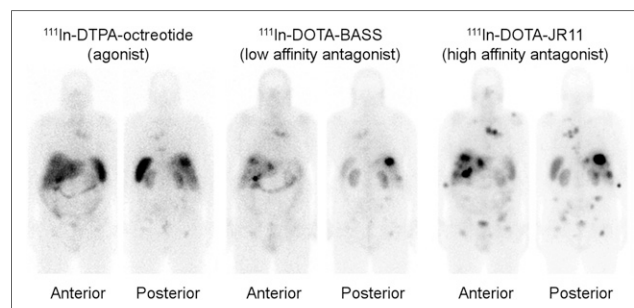 ¹¹¹In-DTPA-octreotide
(agonist)
¹¹¹In-DOTA-BASS
(low affinity antagonist)
¹¹¹In-DOTA-JR11
(high affinity antagonist)
Anterior Posterior Anterior Posterior Anterior Posterior